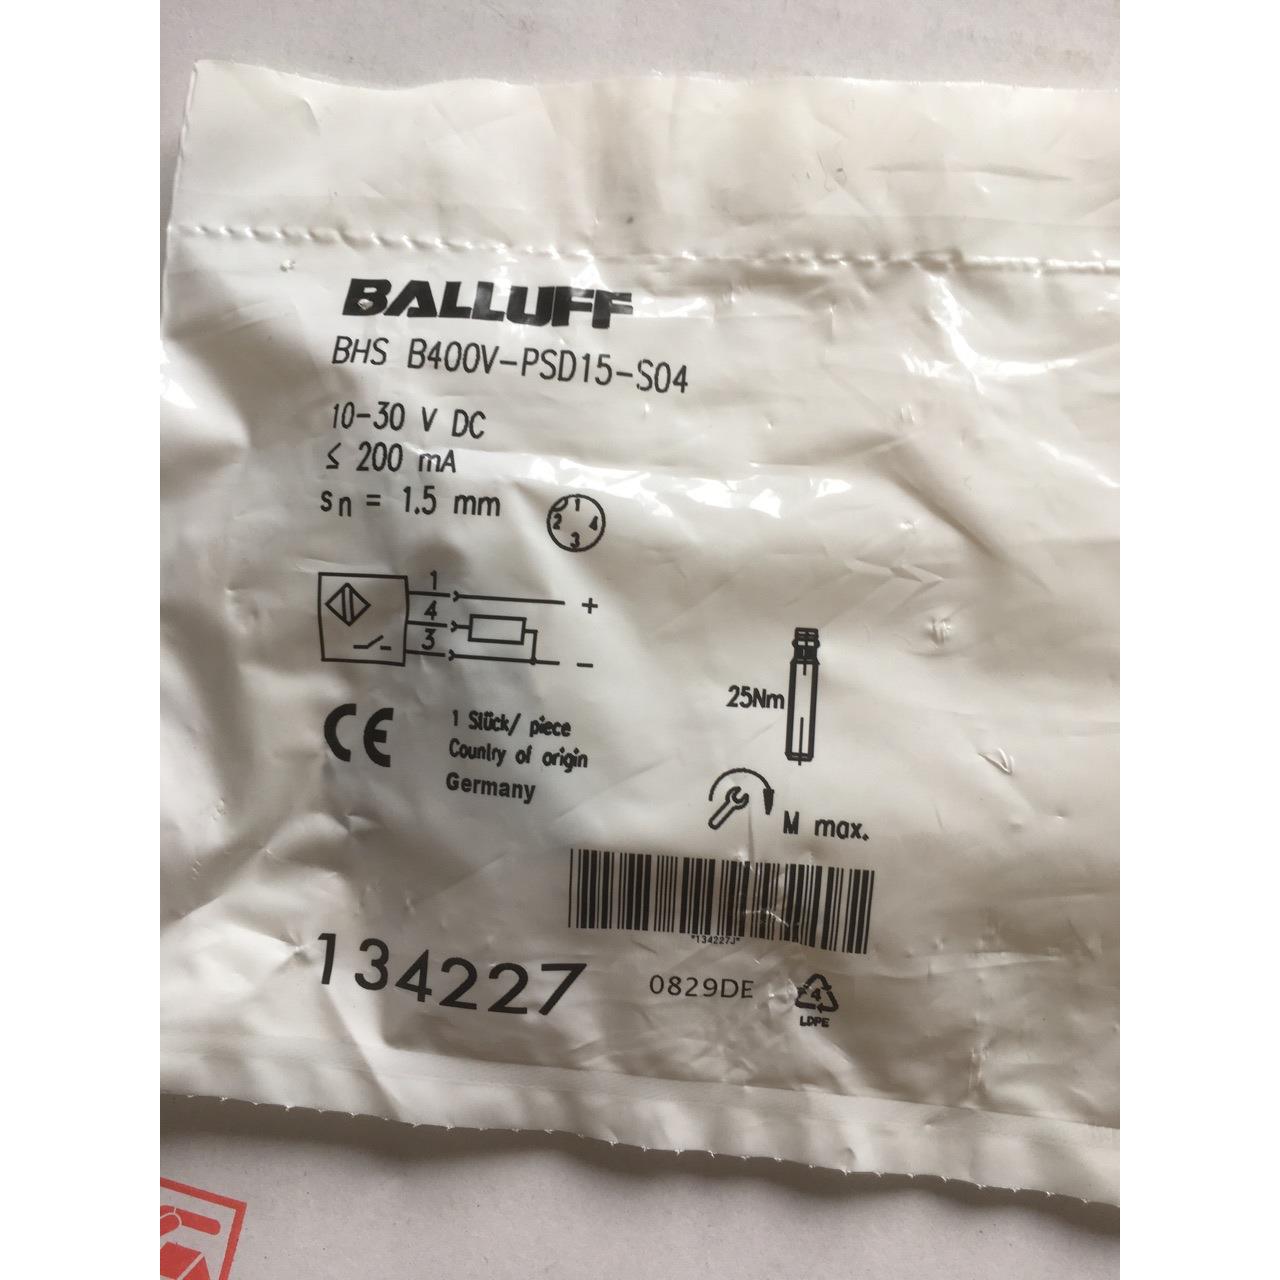 BALLUFF
BHS B400V-PSD15-S04
10-30 V DC
≤ 200 mA
sn = 1.5 mm
1
2 4
3
1
+
4
3
-
25Nm
CE
1 Stück/ piece
Country of origin
Germany
M max.
*134227J*
134227
0829DE
4
LDPE